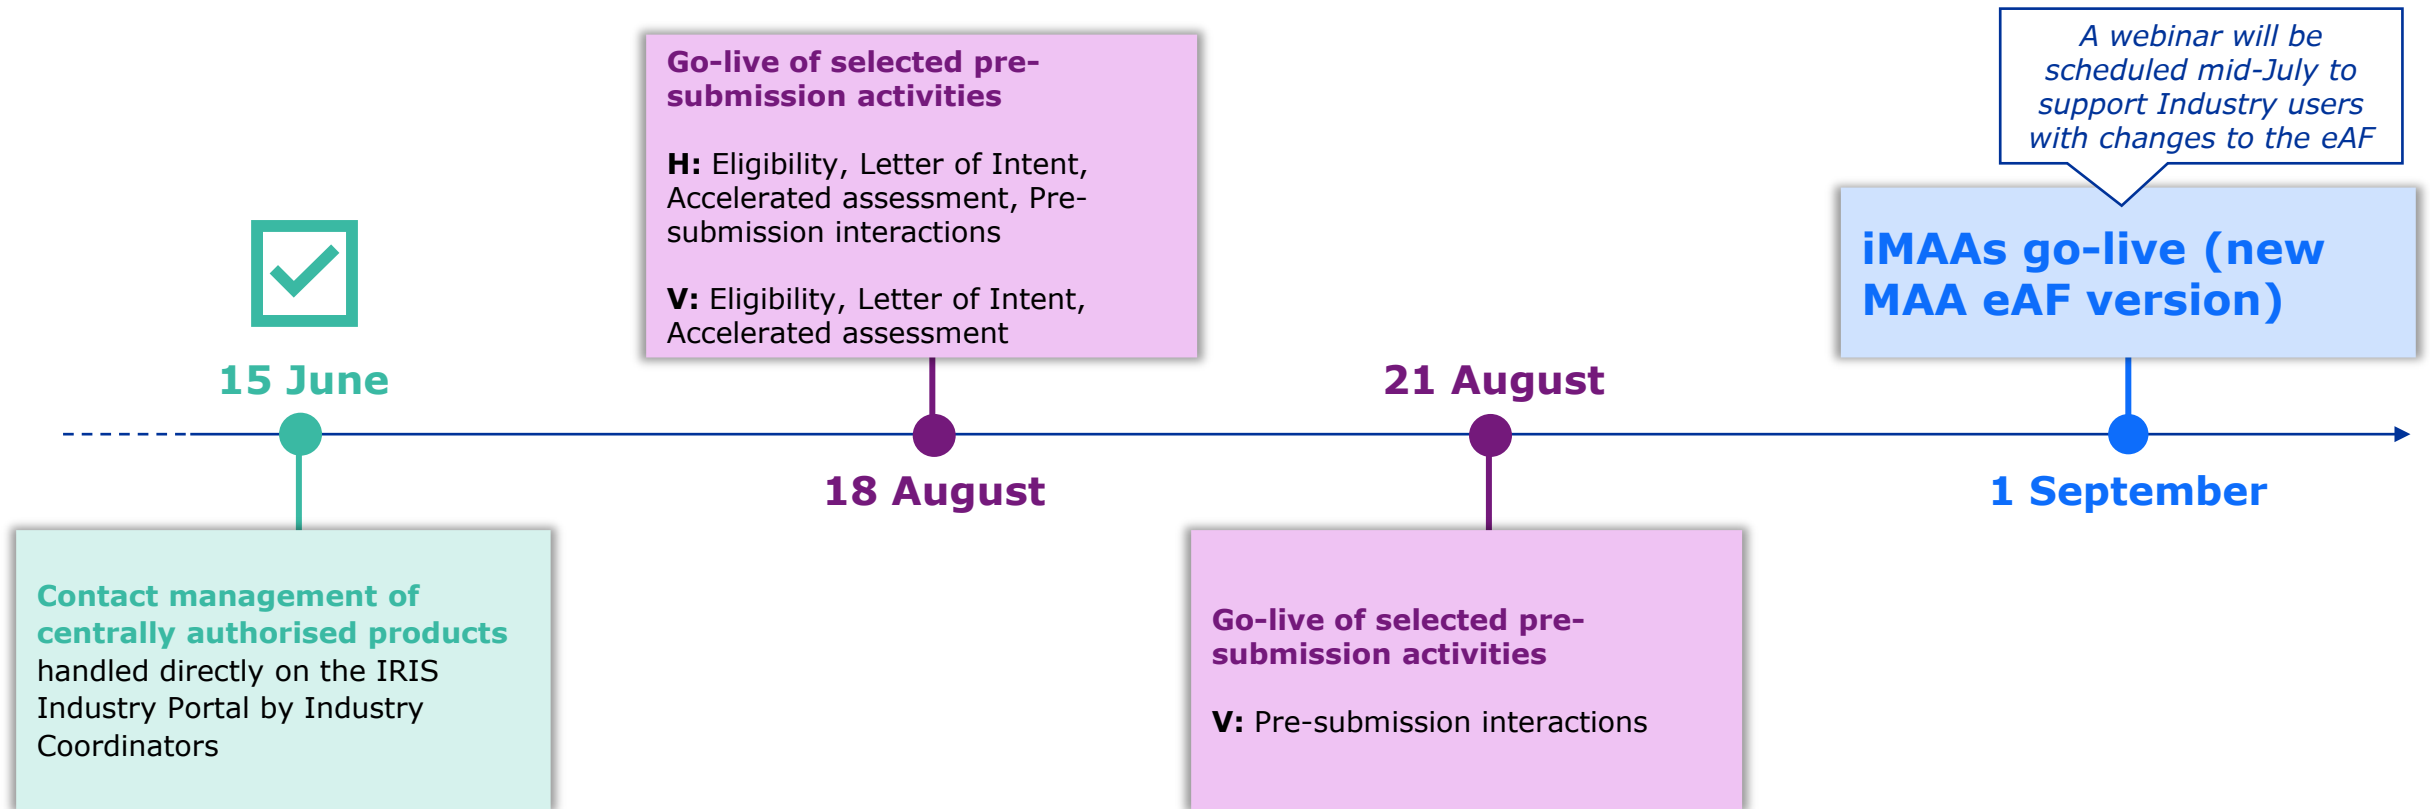 15 June
Contact management of
centrally authorised products
handled directly on the IRIS
Industry Portal by Industry
Coordinators
Go-live of selected pre-
submission activities
H: Eligibility, Letter of Intent,
Accelerated assessment, Pre-
submission interactions
V: Eligibility, Letter of Intent,
Accelerated assessment
18 August
21 August
Go-live of selected pre-
submission activities
V: Pre-submission interactions
A webinar will be
scheduled mid-July to
support Industry users
with changes to the eAF
iMAAs go-live (new
MAA eAF version)
1 September